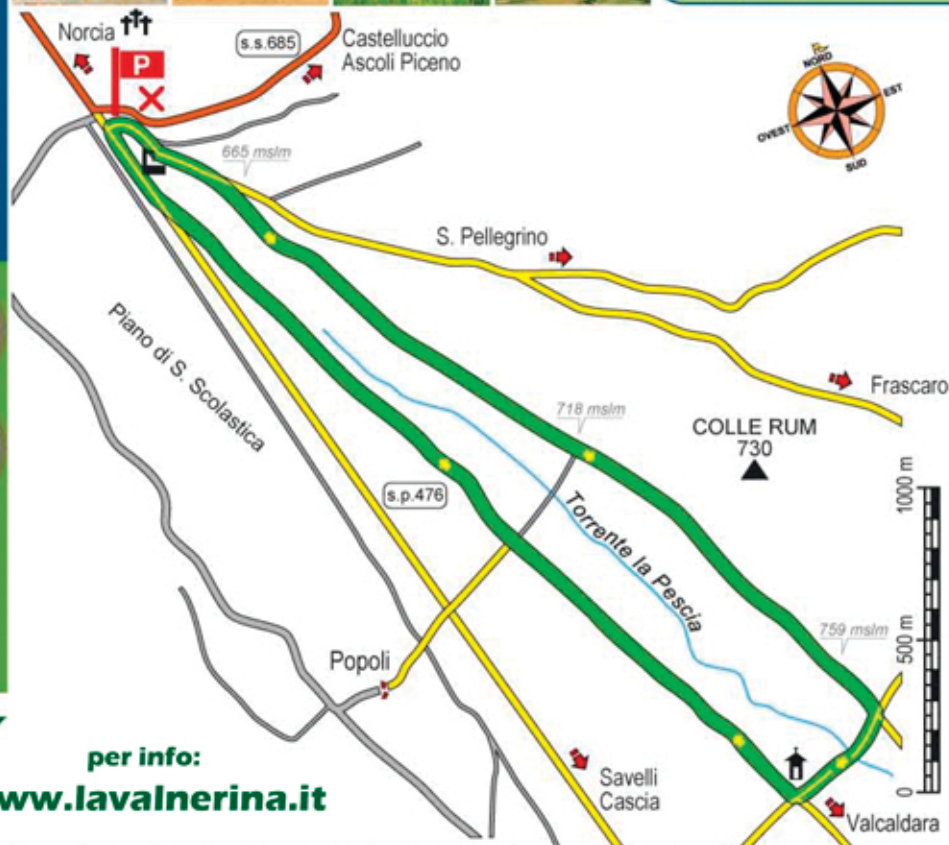 Norcia
P
s.s.685
Castelluccio
Ascoli Piceno
NORD
EST
OVEST
SUD
665 mslm
S. Pellegrino
Piano di S. Scolastica
Frascaro
718 mslm
COLLE RUM
730
s.p.476
Torrente la Pescia
1000 m
500 m
0
759 mslm
Popoli
per info:
ww.lavalnerina.it
Savelli
Cascia
Valcaldara